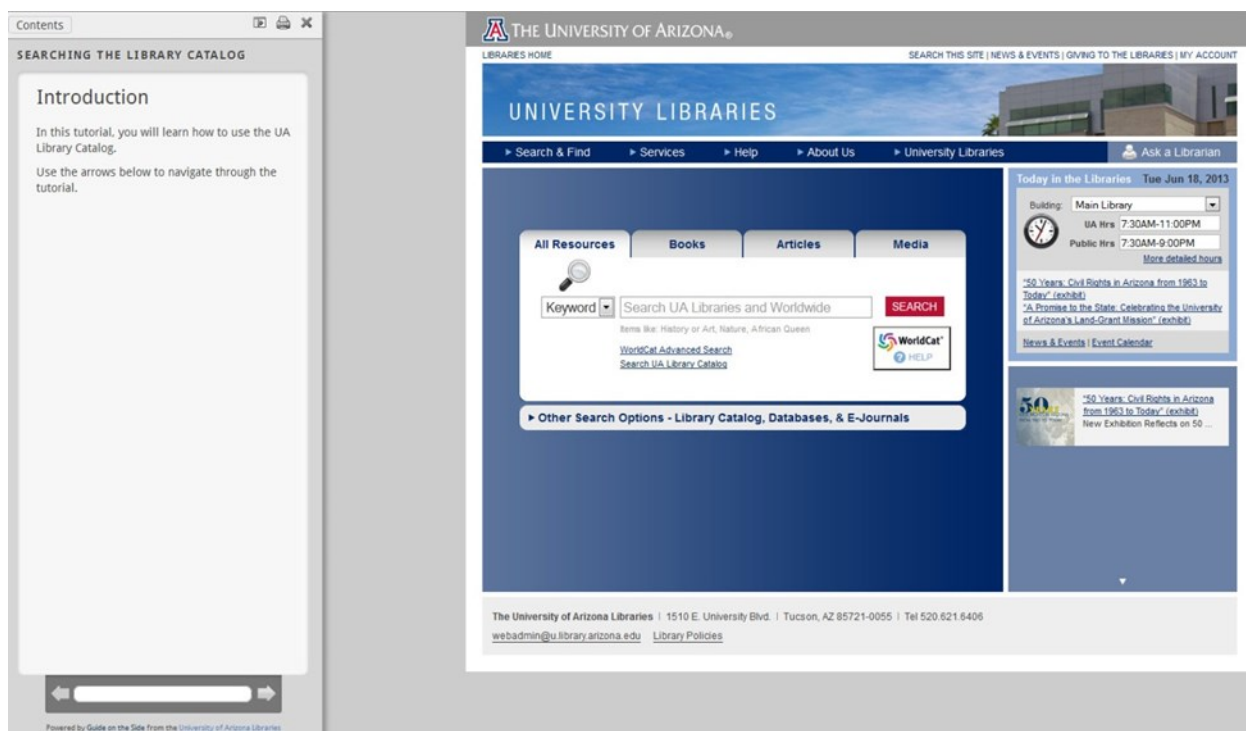 Contents
SEARCHING THE LIBRARY CATALOG
Introduction
In this tutorial, you will learn how to use the UA
Library Catalog.
Use the arrows below to navigate through the
tutorial.
Powered by Guide on the Side from the University of Arizona Libraries
THE UNIVERSITY OF ARIZONA®
LIBRARIES HOME
SEARCH THIS SITE | NEWS & EVENTS | GIVING TO THE LIBRARIES | MY ACCOUNT
UNIVERSITY LIBRARIES
Search & Find Services Help About Us University Libraries Ask a Librarian
All Resources Books Articles Media
Keyword Search UA Libraries and Worldwide SEARCH
Items like: History or Art, Nature, African Queen
WorldCat Advanced Search
Search UA Library Catalog
WorldCat®
HELP
Other Search Options - Library Catalog, Databases, & E-Journals
Today in the Libraries Tue Jun 18, 2013
Building: Main Library
UA Hrs 7:30AM-11:00PM
Public Hrs 7:30AM-9:00PM
More detailed hours
"50 Years: Civil Rights in Arizona from 1963 to
Today" (exhibit)
"A Promise to the State: Celebrating the University
of Arizona's Land-Grant Mission" (exhibit)
News & Events | Event Calendar
50
"50 Years: Civil Rights in Arizona
from 1963 to Today" (exhibit)
New Exhibition Reflects on 50 ...
The University of Arizona Libraries | 1510 E. University Blvd. | Tucson, AZ 85721-0055 | Tel 520.621.6406
webadmin@u.library.arizona.edu Library Policies